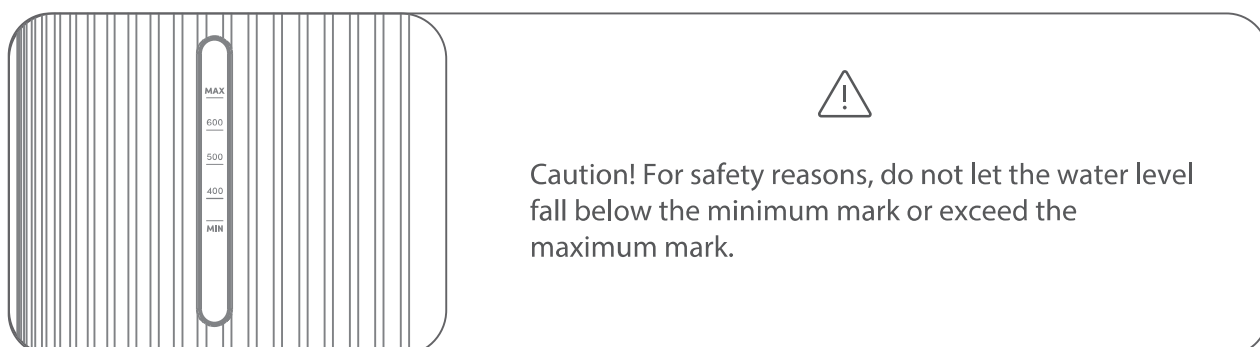 MAX
600
500
400
MIN
Caution! For safety reasons, do not let the water level
fall below the minimum mark or exceed the
maximum mark.